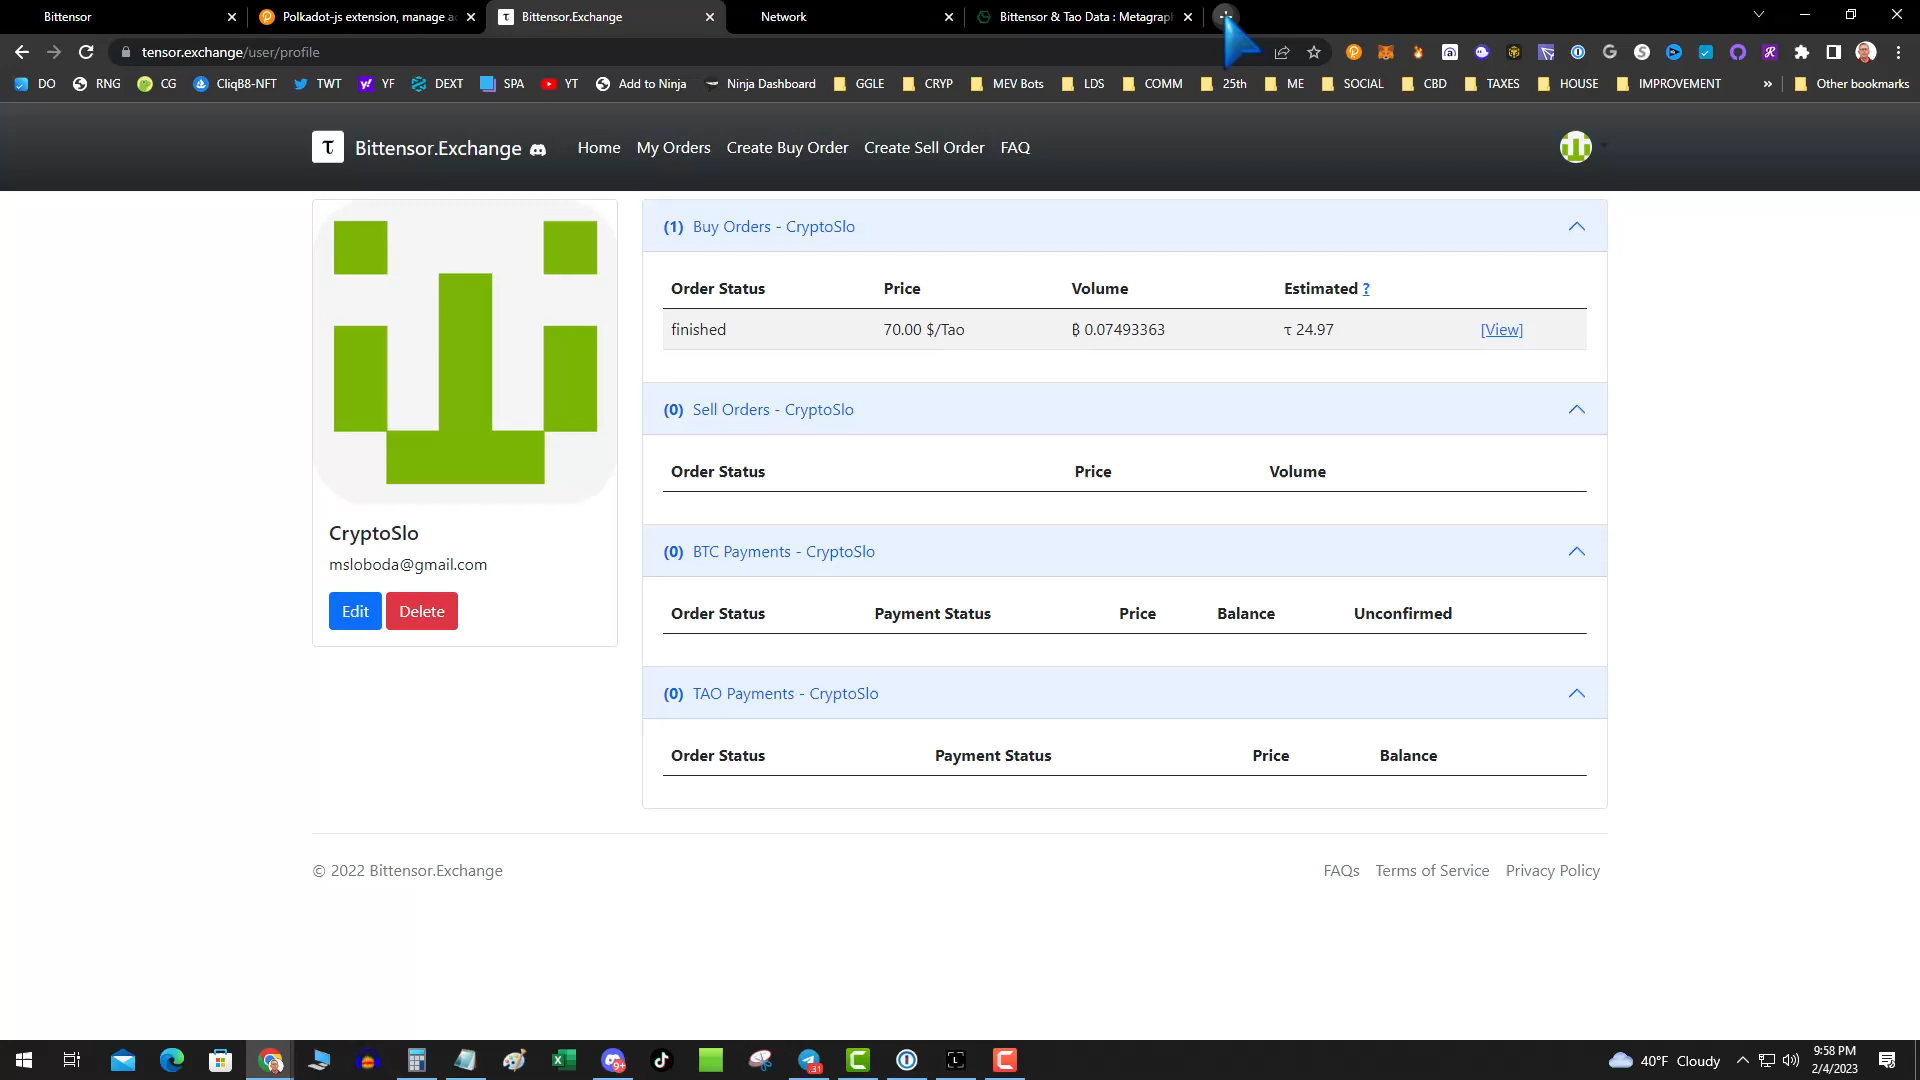 Bittensor
Polkadot-js extension, manage ac
Bittensor.Exchange
Network
Bittensor & Tao Data : Metagraph
tensor.exchange/user/profile
DO
RNG
CG
CliqB8-NFT
TWT
YF
DEXT
SPA
YT
Add to Ninja
Ninja Dashboard
GGLE
CRYP
MEV Bots
LDS
COMM
25th
ME
SOCIAL
CBD
TAXES
HOUSE
IMPROVEMENT
»
Other bookmarks
τ Bittensor.Exchange
Home
My Orders
Create Buy Order
Create Sell Order
FAQ
CryptoSlo
msloboda@gmail.com
Edit
Delete
(1) Buy Orders - CryptoSlo
Order Status Price Volume Estimated ?
finished 70.00 $/Tao ฿ 0.07493363 τ 24.97 [View]
(0) Sell Orders - CryptoSlo
Order Status Price Volume
(0) BTC Payments - CryptoSlo
Order Status Payment Status Price Balance Unconfirmed
(0) TAO Payments - CryptoSlo
Order Status Payment Status Price Balance
© 2022 Bittensor.Exchange
FAQs
Terms of Service
Privacy Policy
40°F Cloudy
9:58 PM
2/4/2023